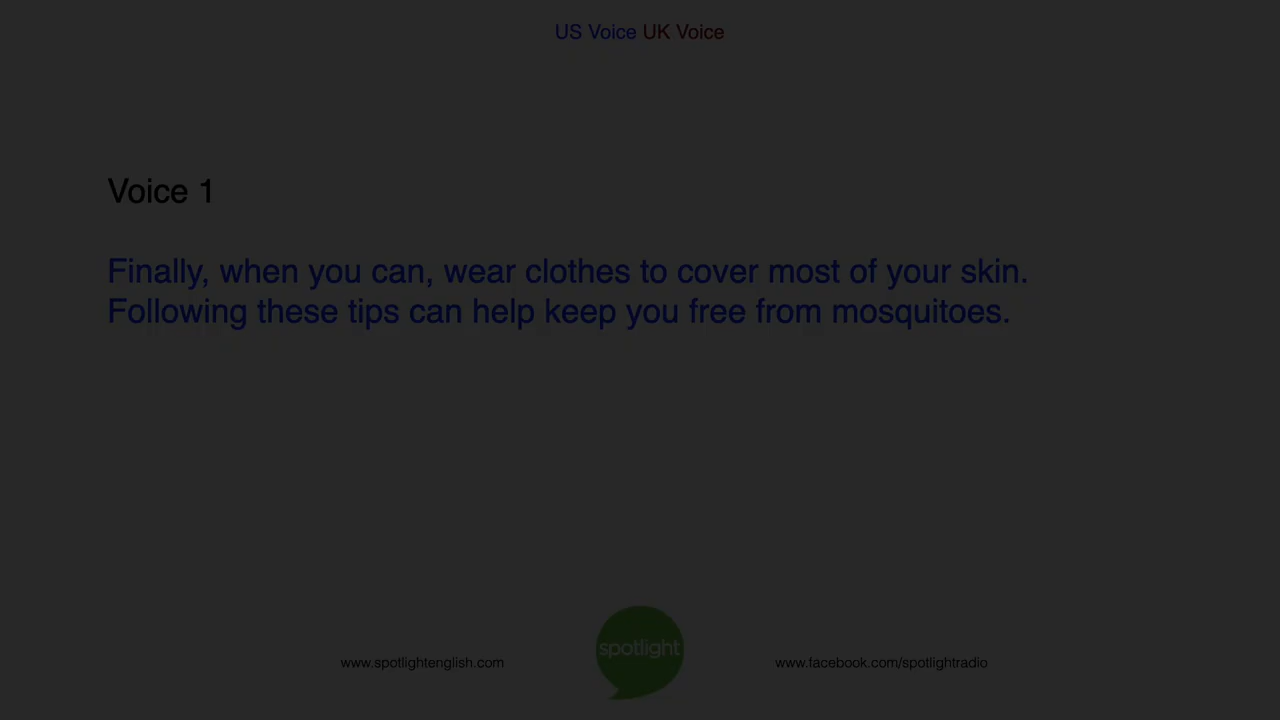 US Voice UK Voice
Voice 1
Finally, when you can, wear clothes to cover most of your skin.
Following these tips can help keep you free from mosquitoes.
spotlight
www.spotlightenglish.com
www.facebook.com/spotlightradio